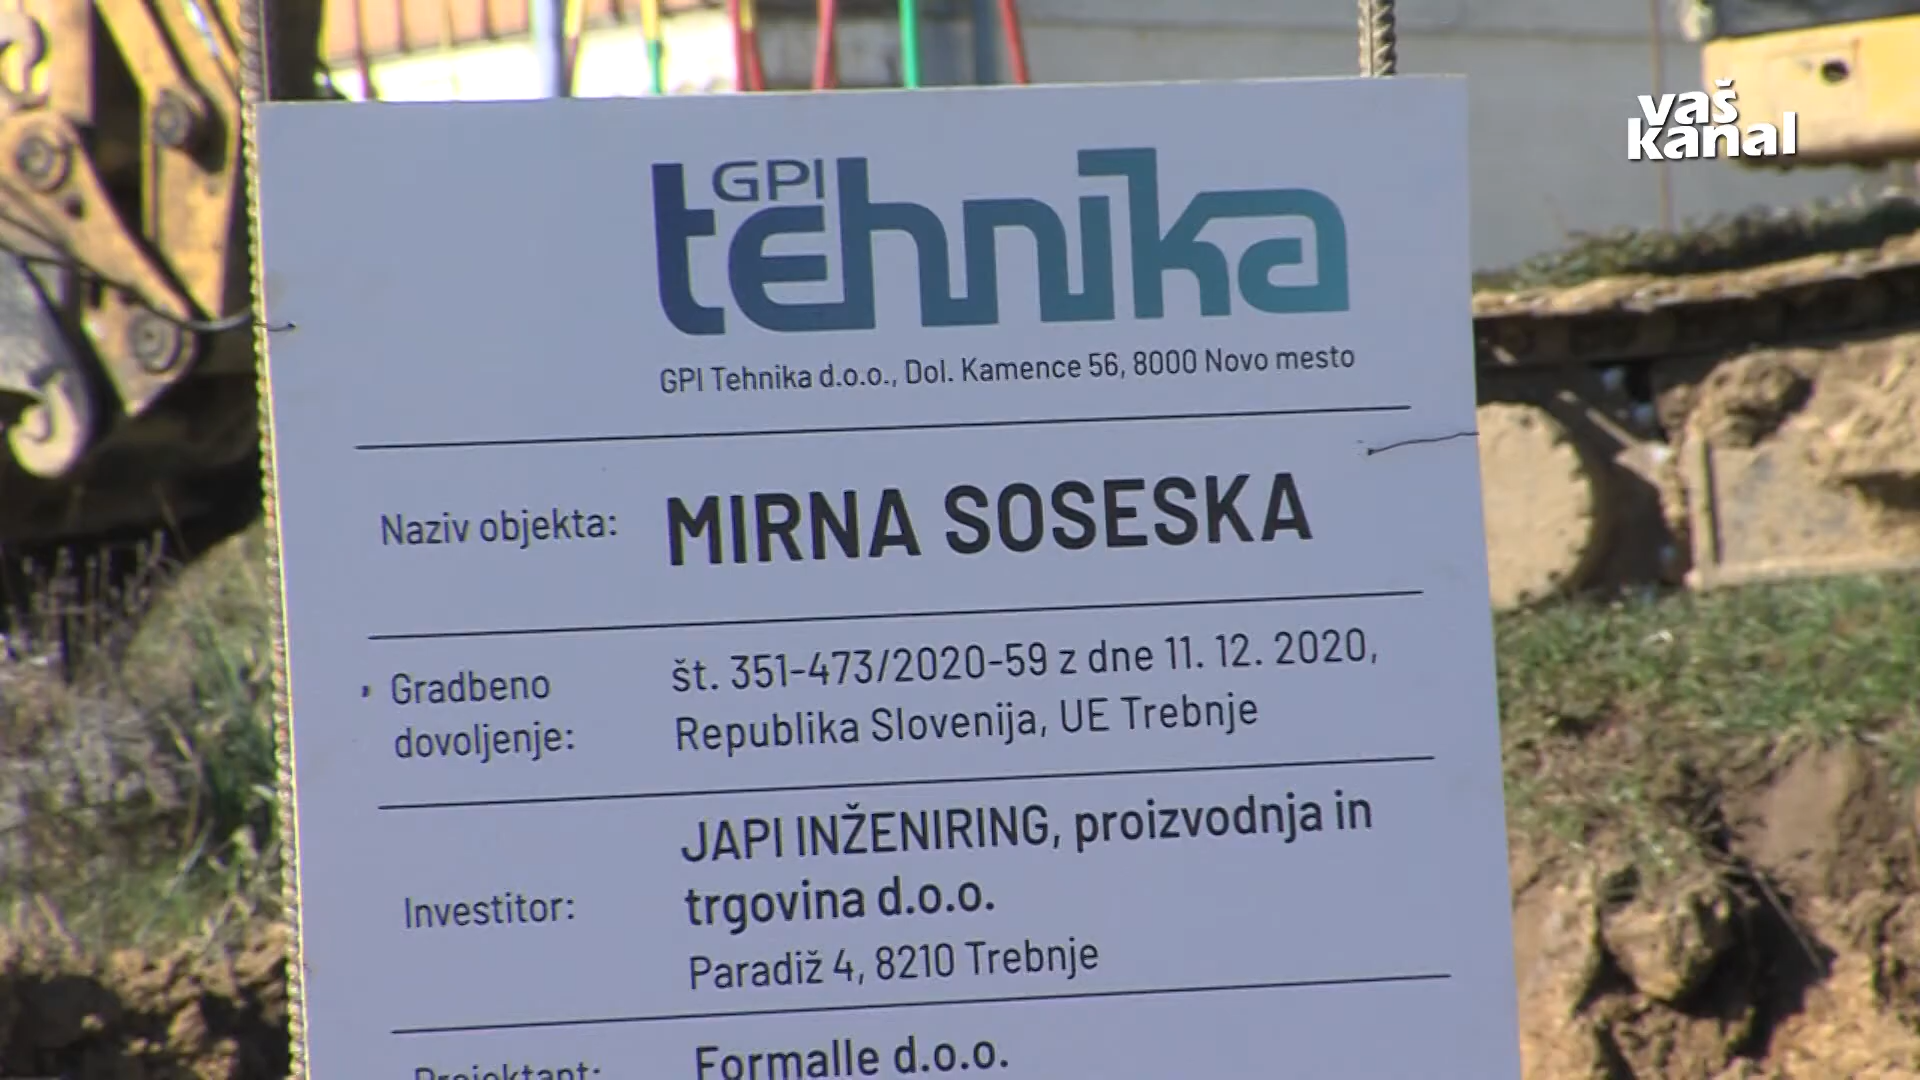 vaš
kanal
GPI
tehnika
GPI Tehnika d.o.o., Dol. Kamence 56, 8000 Novo mesto
Naziv objekta: MIRNA SOSESKA
Gradbeno dovoljenje: št. 351-473/2020-59 z dne 11. 12. 2020,
Republika Slovenija, UE Trebnje
Investitor: JAPI INŽENIRING, proizvodnja in
trgovina d.o.o.
Paradiž 4, 8210 Trebnje
Projektant: Formalle d.o.o.